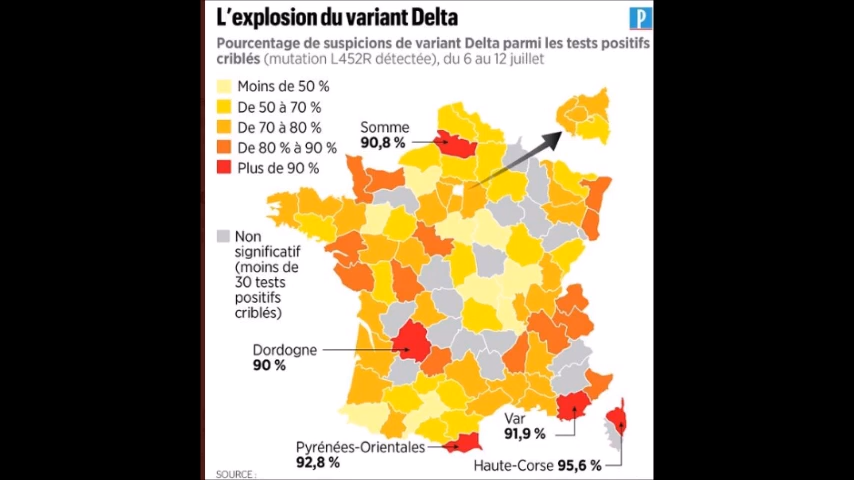 L'explosion du variant Delta
P
Pourcentage de suspicions de variant Delta parmi les tests positifs
criblés (mutation L452R détectée), du 6 au 12 juillet
Moins de 50 %
De 50 à 70 %
De 70 à 80 %
De 80 % à 90 %
Plus de 90 %
Somme
90,8 %
Non
significatif
(moins de
30 tests
positifs
criblés)
Dordogne
90 %
Var
91,9 %
Pyrénées-Orientales
92,8 %
Haute-Corse 95,6 %
SOURCE :